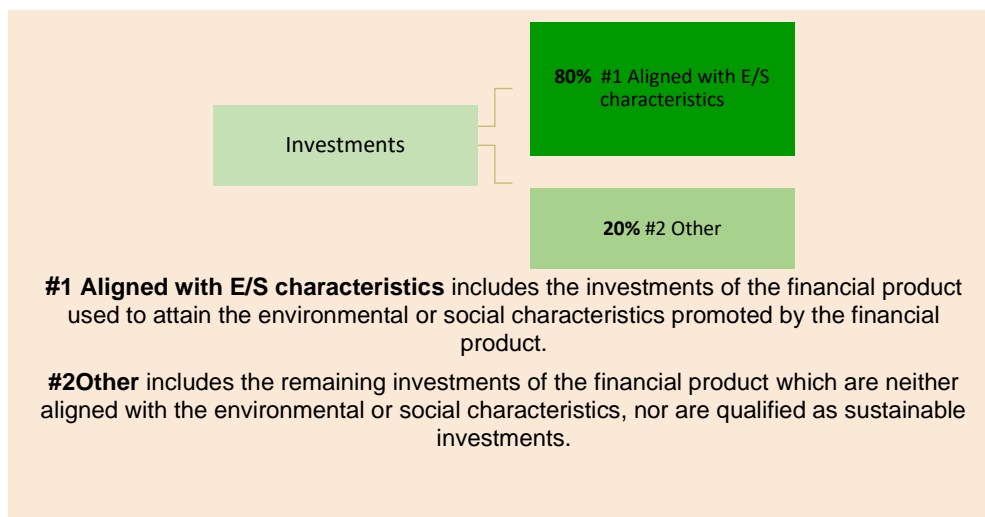 80% #1 Aligned with E/S
characteristics
Investments
20% #2 Other
#1 Aligned with E/S characteristics includes the investments of the financial product
used to attain the environmental or social characteristics promoted by the financial
product.
#2Other includes the remaining investments of the financial product which are neither
aligned with the environmental or social characteristics, nor are qualified as sustainable
investments.